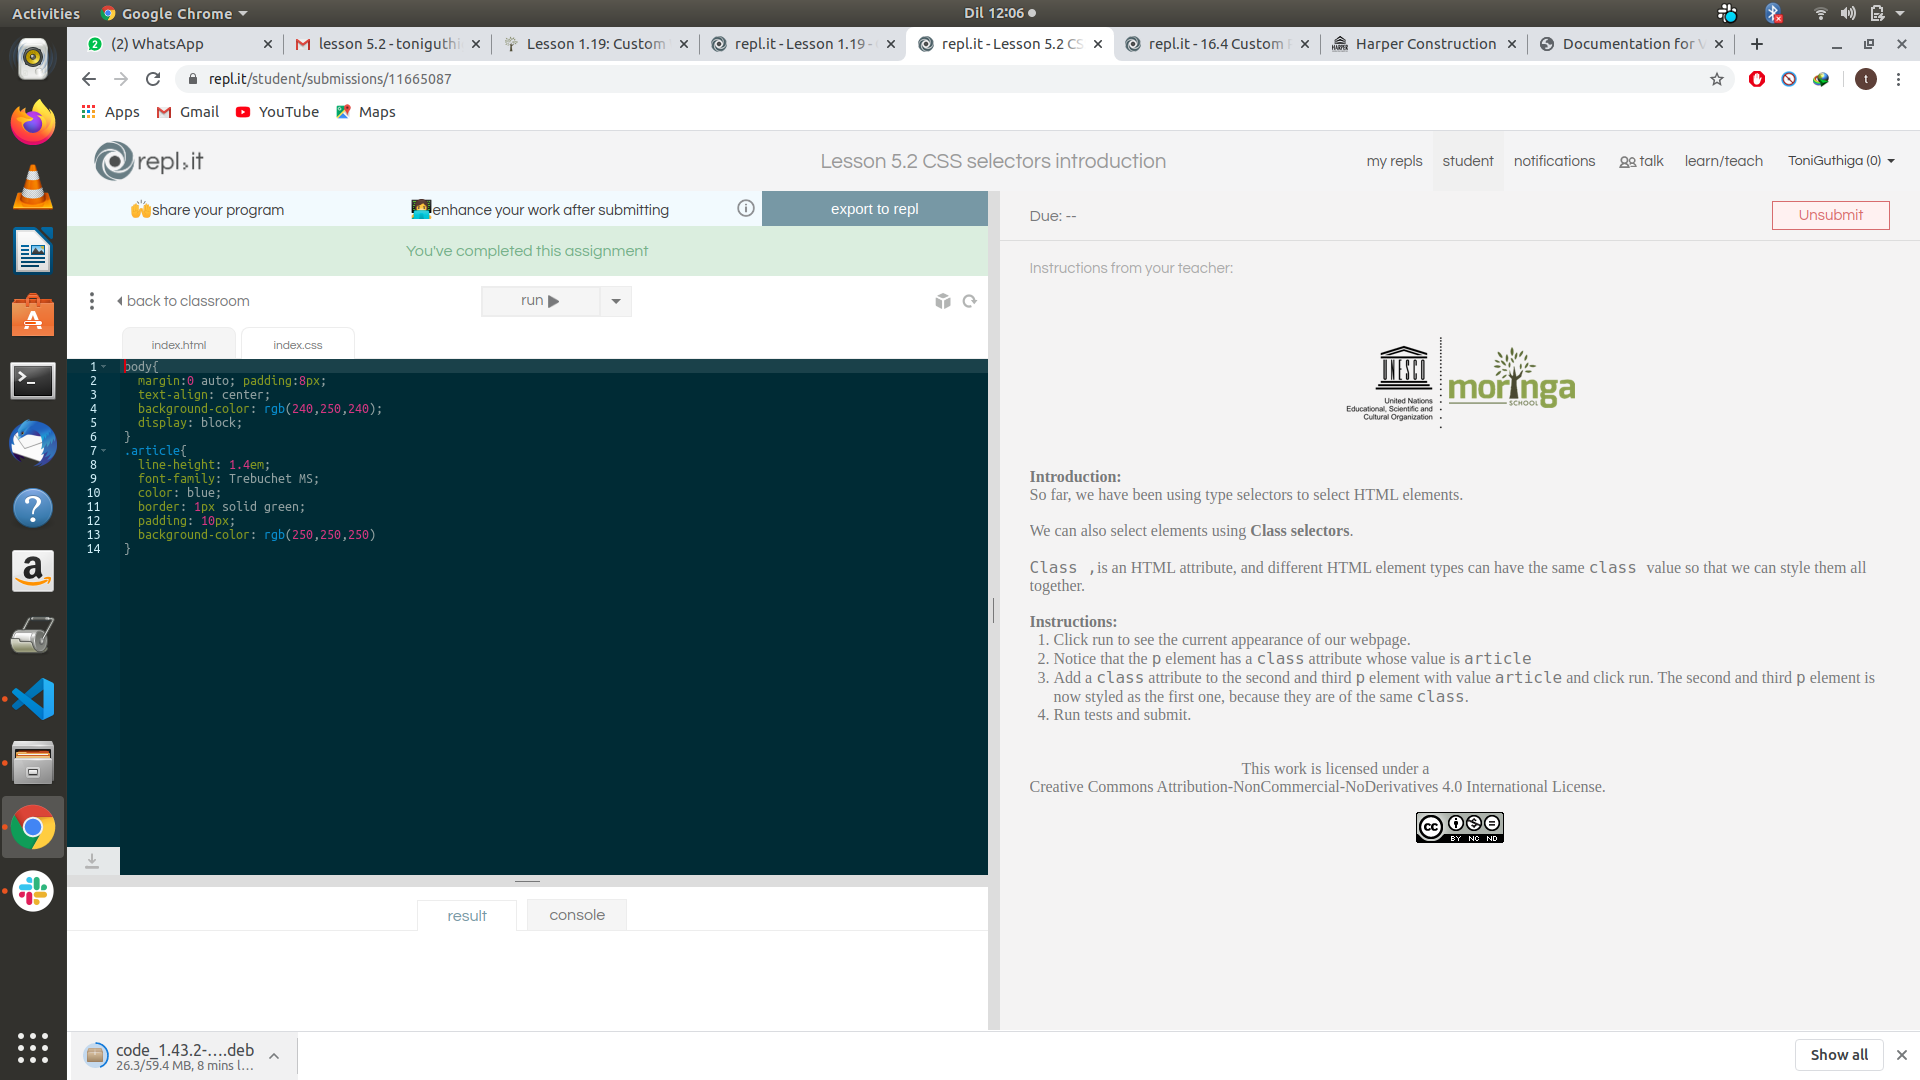 Activities
Google Chrome
Dil 12:06
(2) WhatsApp
lesson 5.2 - toniguthi
Lesson 1.19: Custom
repl.it - Lesson 1.19 -
repl.it - Lesson 5.2 CS
repl.it - 16.4 Custom
Harper Construction
Documentation for
repl.it/student/submissions/11665087
t
Apps
Gmail
YouTube
Maps
repl.it
Lesson 5.2 CSS selectors introduction
my repls
student
notifications
talk
learn/teach
ToniGuthiga (0)
share your program
enhance your work after submitting
export to repl
You've completed this assignment
back to classroom
run
index.html
index.css
1 body{
2 margin:0 auto; padding:8px;
3 text-align: center;
4 background-color: rgb(240,250,240);
5 display: block;
6 }
7 .article{
8 line-height: 1.4em;
9 font-family: Trebuchet MS;
10 color: blue;
11 border: 1px solid green;
12 padding: 10px;
13 background-color: rgb(250,250,250)
14 }
result
console
Due: --
Unsubmit
Instructions from your teacher:
UNESCO
United Nations
Educational, Scientific and
Cultural Organization
moringa
SCHOOL
Introduction:
So far, we have been using type selectors to select HTML elements.
We can also select elements using Class selectors.
Class ,is an HTML attribute, and different HTML element types can have the same class value so that we can style them all
together.
Instructions:
1. Click run to see the current appearance of our webpage.
2. Notice that the p element has a class attribute whose value is article
3. Add a class attribute to the second and third p element with value article and click run. The second and third p element is
now styled as the first one, because they are of the same class.
4. Run tests and submit.
This work is licensed under a
Creative Commons Attribution-NonCommercial-NoDerivatives 4.0 International License.
cc
BY NC ND
code_1.43.2-....deb
26.3/59.4 MB, 8 mins l...
Show all